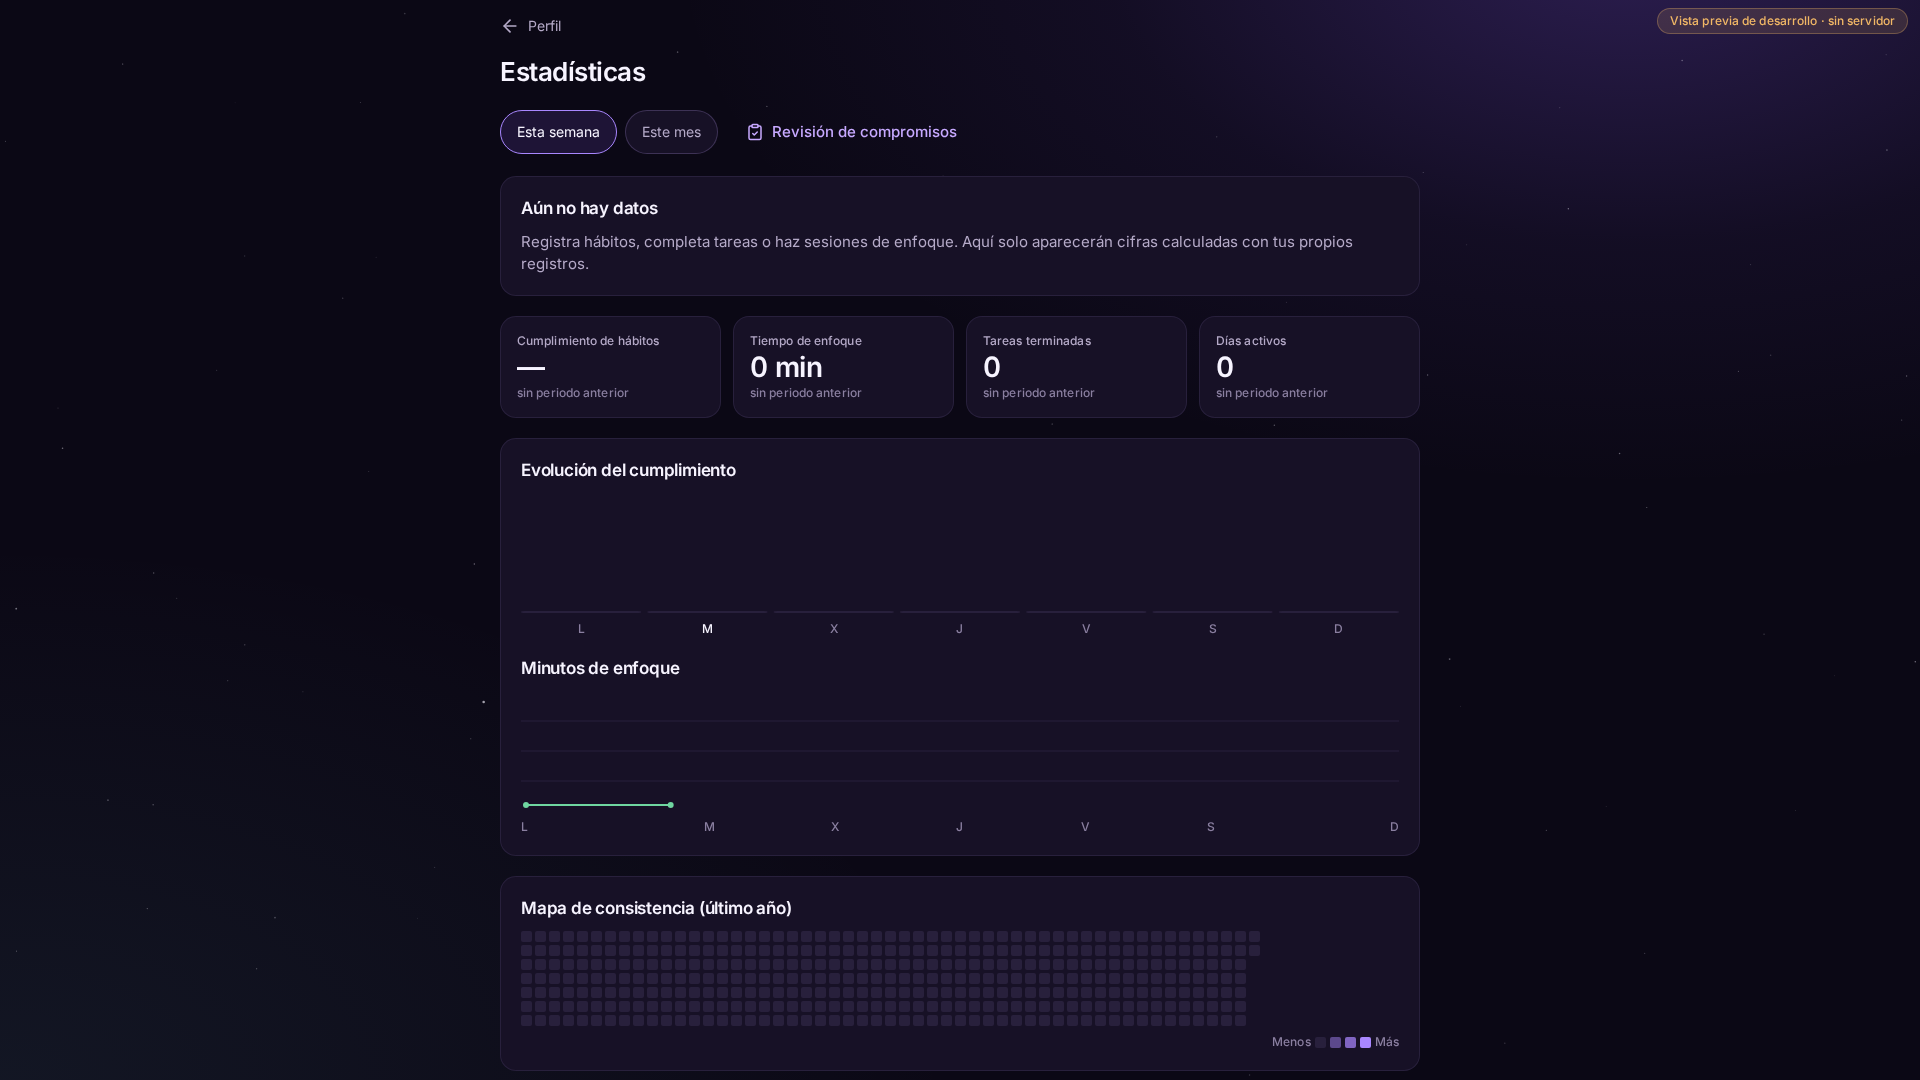 Perfil
Vista previa de desarrollo · sin servidor
Estadísticas
Esta semana
Este mes
Revisión de compromisos
Aún no hay datos
Registra hábitos, completa tareas o haz sesiones de enfoque. Aquí solo aparecerán cifras calculadas con tus propios
registros.
Cumplimiento de hábitos
—
sin periodo anterior
Tiempo de enfoque
0 min
sin periodo anterior
Tareas terminadas
0
sin periodo anterior
Días activos
0
sin periodo anterior
Evolución del cumplimiento
L M X J V S D
Minutos de enfoque
L M X J V S D
Mapa de consistencia (último año)
Menos Más